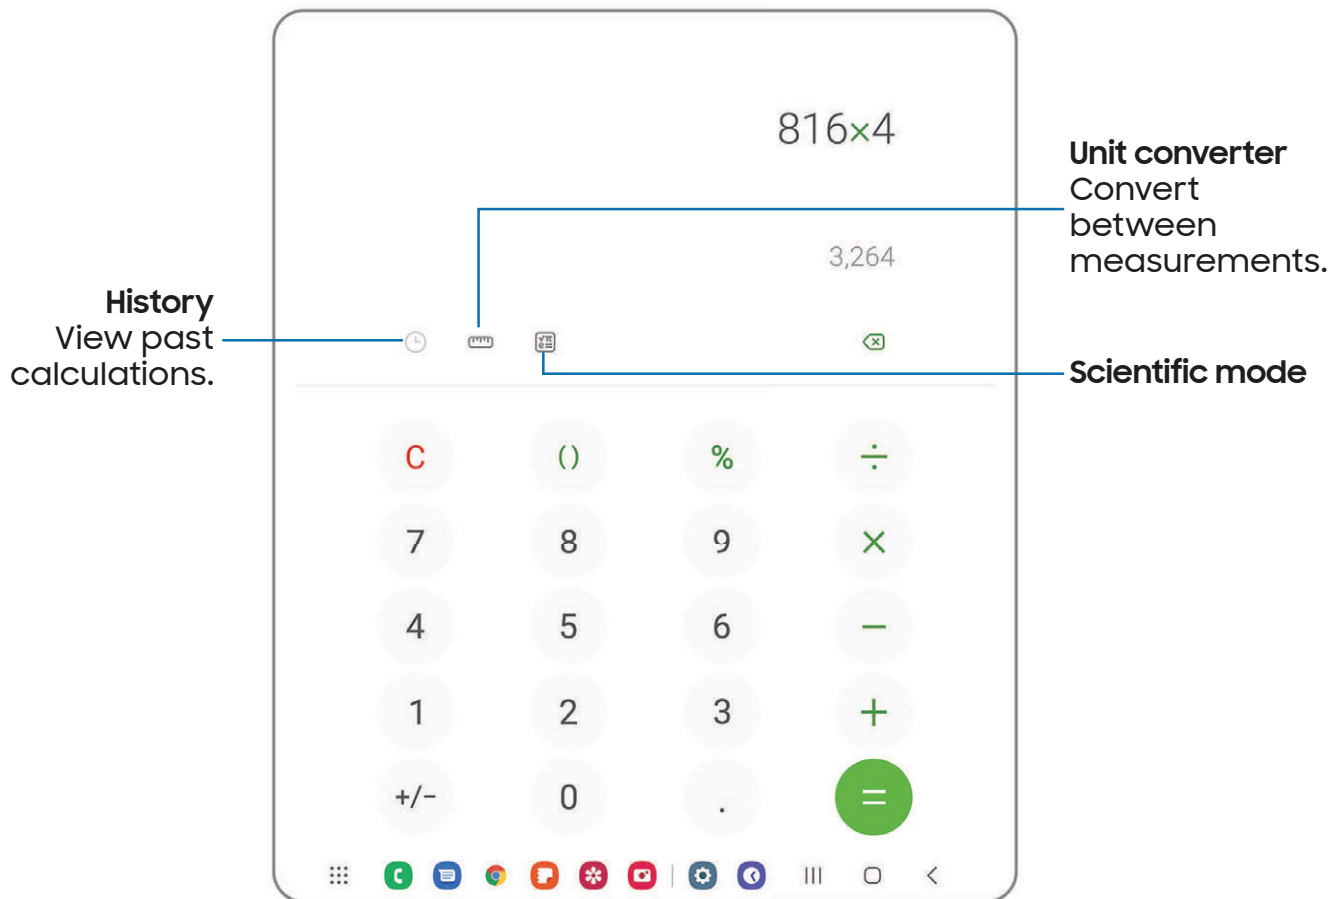 816×4
Unit converter
Convert
between
measurements.
3,264
History
View past
calculations.
Scientific mode
C () % ÷
7 8 9 ×
4 5 6 −
1 2 3 +
+/− 0 . =